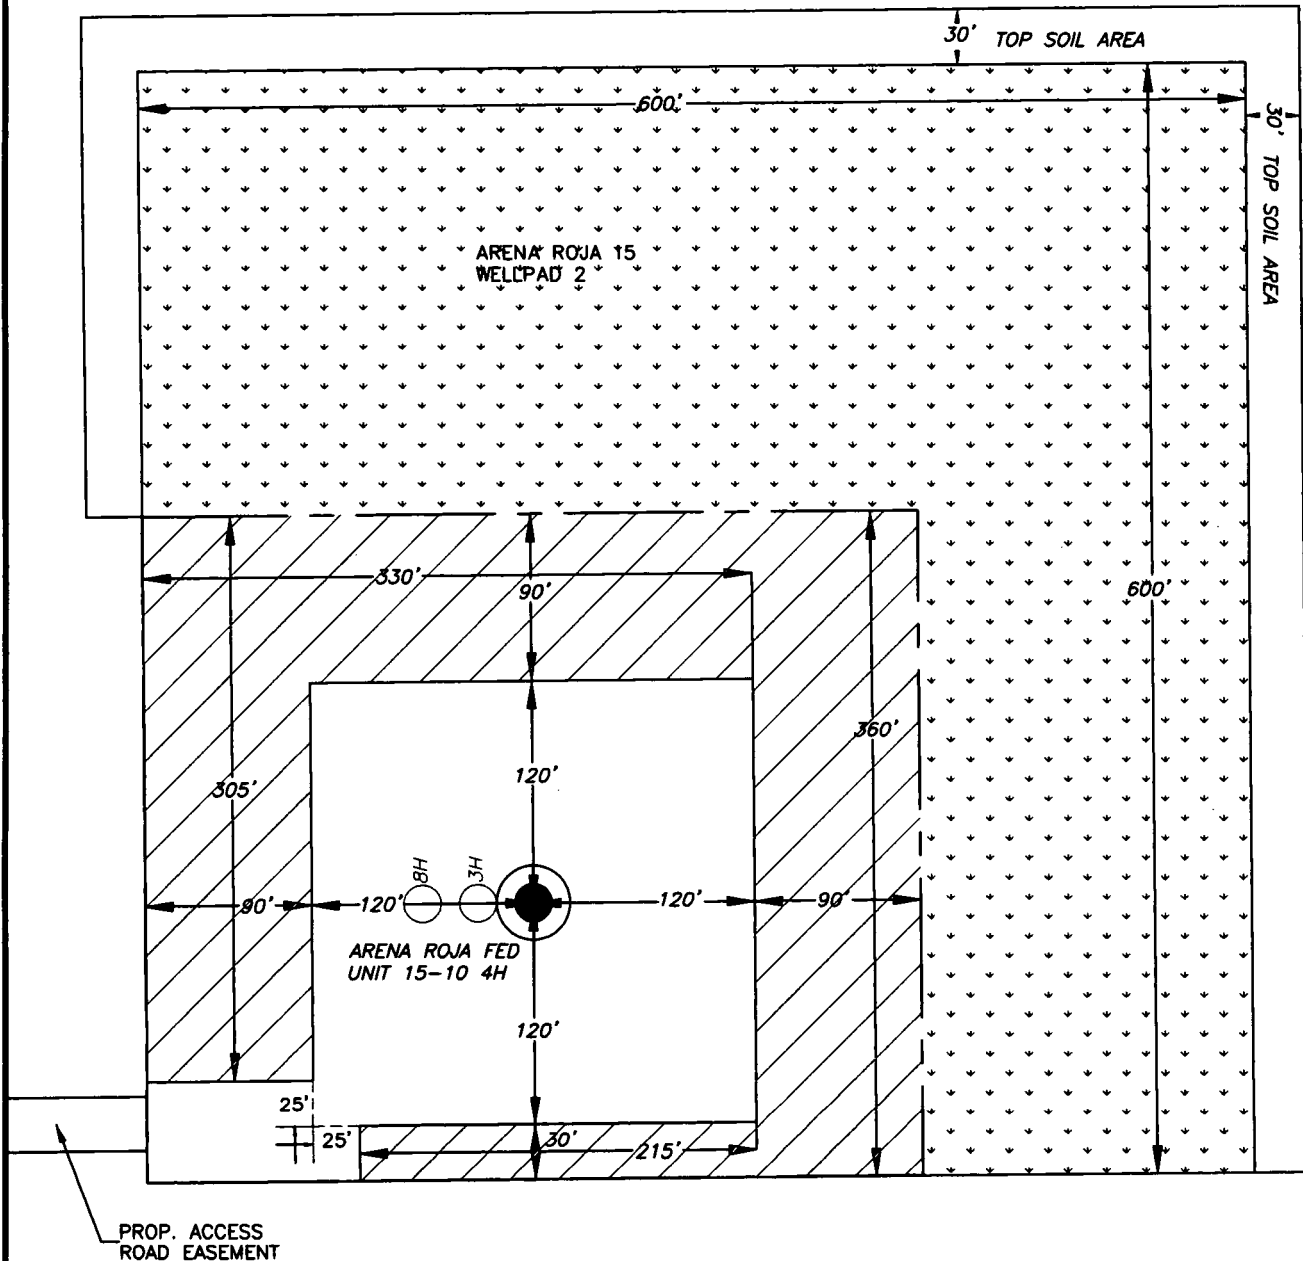 30' TOP SOIL AREA
600'
30' TOP SOIL AREA
ARENA ROJA 15
WELLPAD 2
330'
90'
600'
360'
120'
305'
8H
3H
90'
120'
120'
90'
ARENA ROJA FED
UNIT 15-10 4H
120'
25'
25'
30'
215'
PROP. ACCESS
ROAD EASEMENT